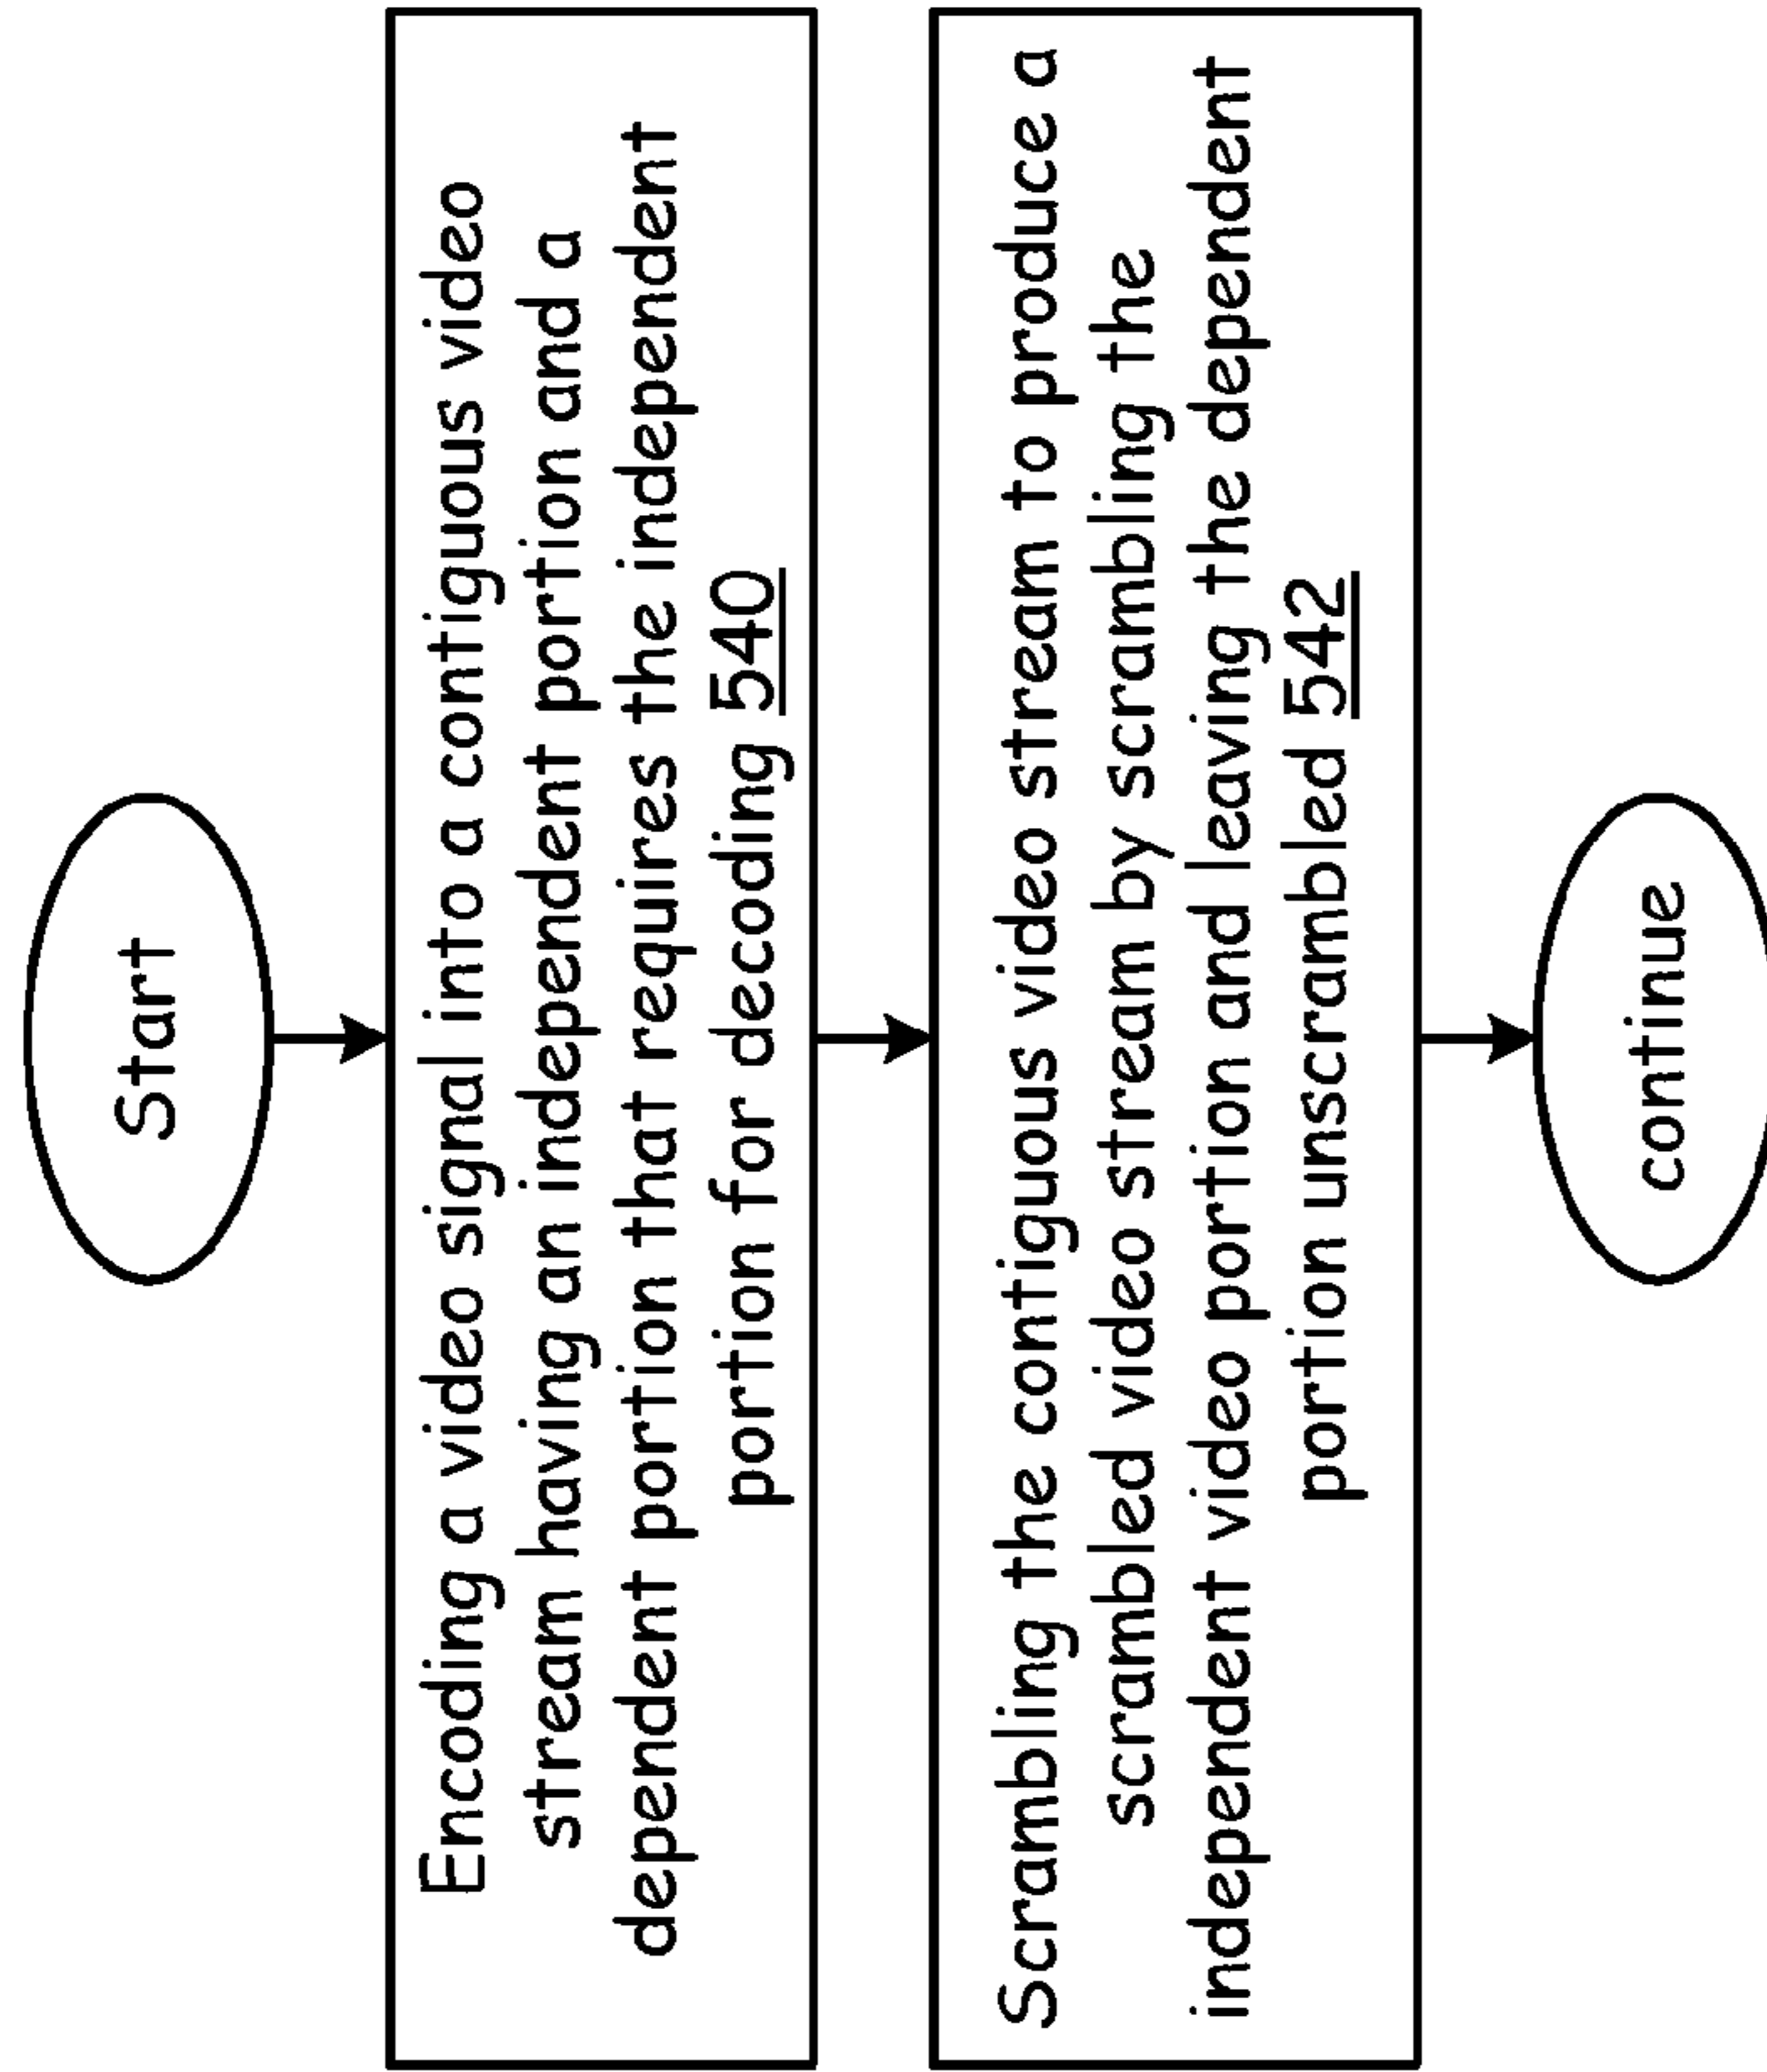 Start
Encoding a video signal into a contiguous video
stream having an independent portion and a
dependent portion that requires the independent
portion for decoding 540
Scrambling the contiguous video stream to produce a
scrambled video stream by scrambling the
independent video portion and leaving the dependent
portion unscrambled 542
continue